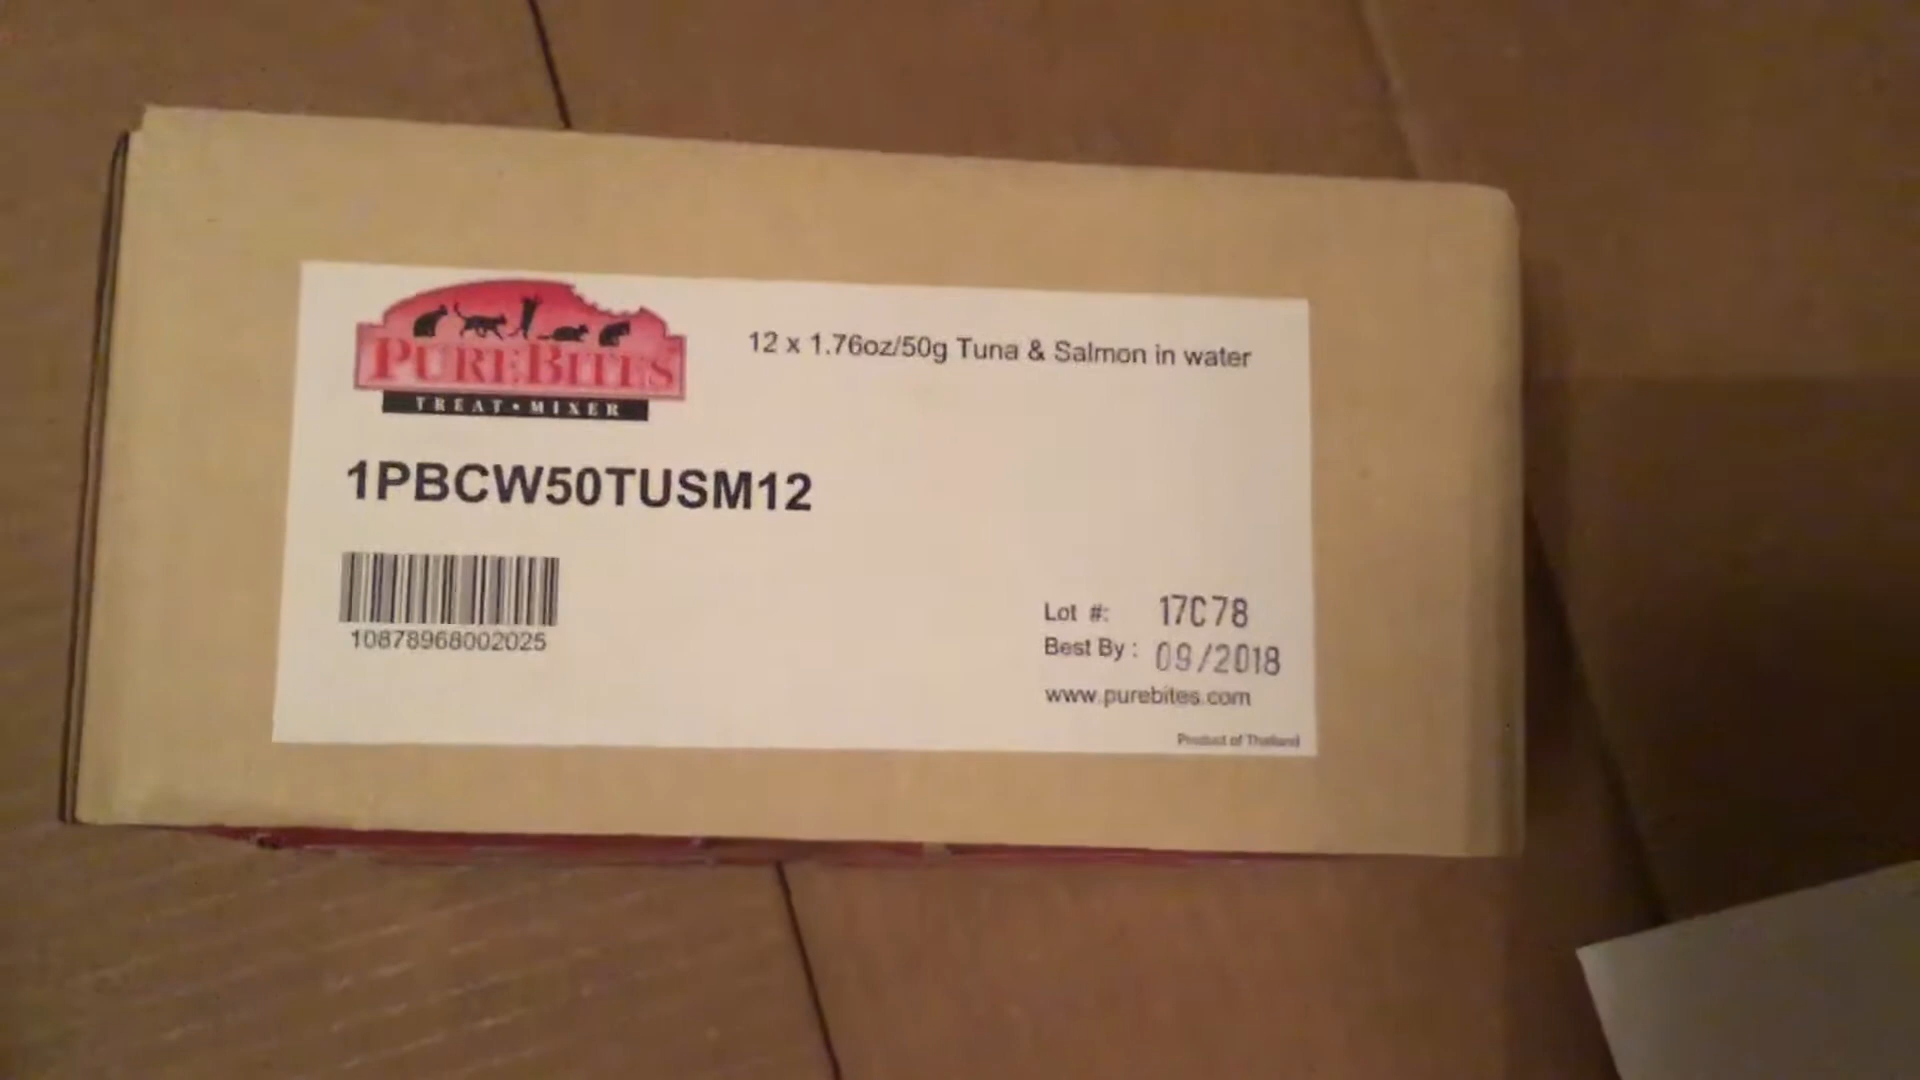 PUREBITES
TREAT • MIXER
12 x 1.76oz/50g Tuna & Salmon in water
1PBCW50TUSM12
10878968002025
Lot #: 17C78
Best By : 09/2018
www.purebites.com
Product of Thailand